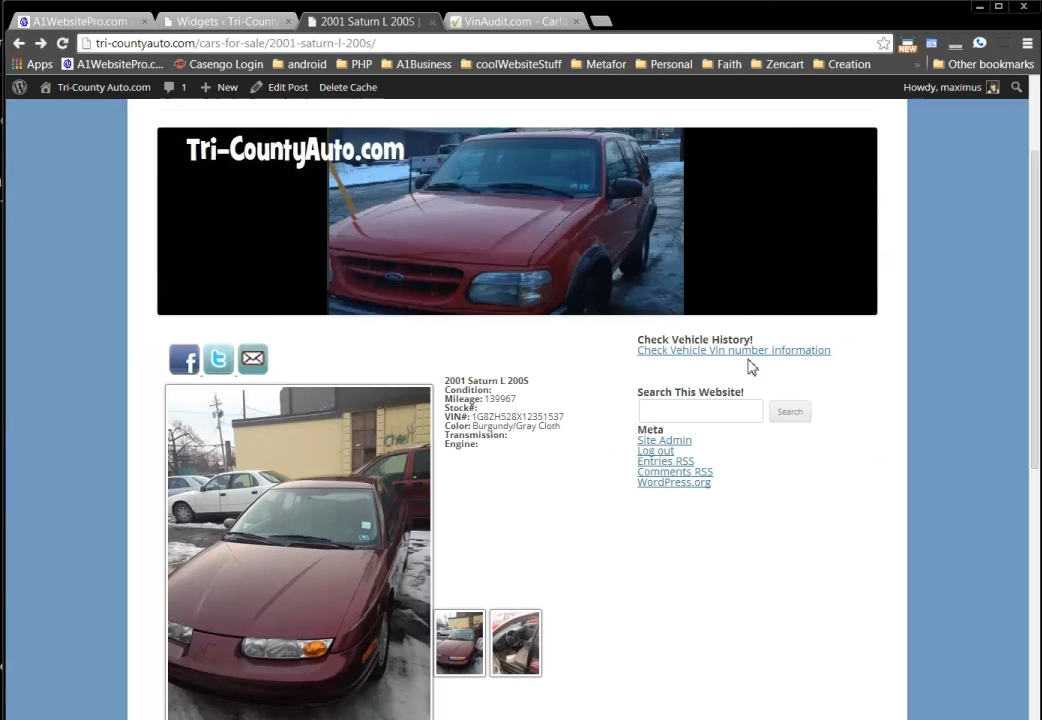 A1WebsitePro.com
Widgets ‹ Tri-County
2001 Saturn L 200S |
VinAudit.com - Carfa
tri-countyauto.com/cars-for-sale/2001-saturn-l-200s/
NEW
Apps
A1WebsitePro.c...
Casengo Login
android
PHP
A1Business
coolWebsiteStuff
Metafor
Personal
Faith
Zencart
Creation
»
Other bookmarks
Tri-County Auto.com
1
+ New
Edit Post
Delete Cache
Howdy, maximus
Tri-CountyAuto.com
Ford
Check Vehicle History!
Check Vehicle Vin number information
2001 Saturn L 200S
Condition:
Mileage: 139967
Stock#:
VIN#: 1G8ZH528X12351537
Color: Burgundy/Gray Cloth
Transmission:
Engine:
Search This Website!
Search
Meta
Site Admin
Log out
Entries RSS
Comments RSS
WordPress.org